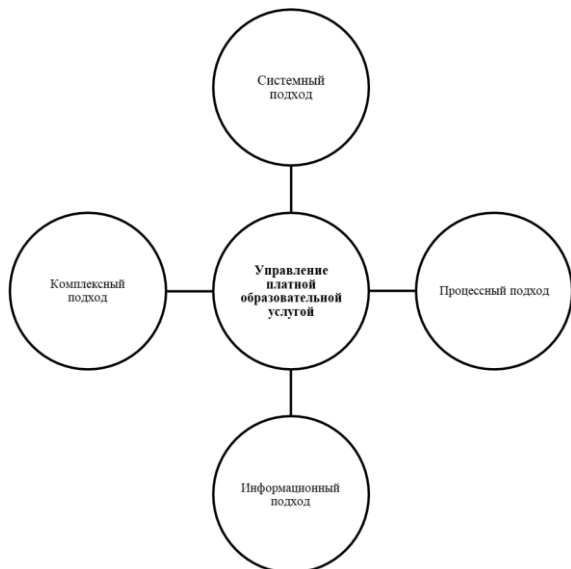 Системный
подход
Комплексный
подход
Управление
платной
образовательной
услугой
Процессный подход
Информационный
подход